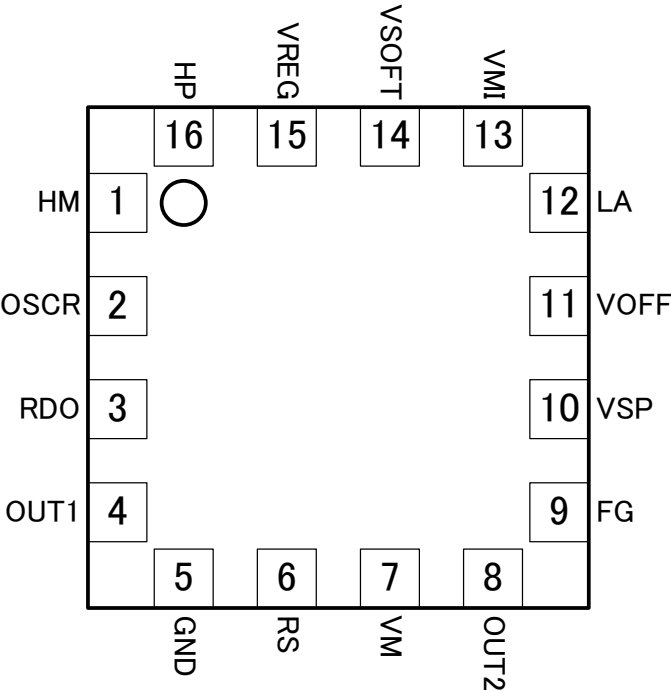 HP
VREG
VSOFT
VMI
16
15
14
13
HM 1
12 LA
OSCR 2
11 VOFF
RDO 3
10 VSP
OUT1 4
9 FG
5
6
7
8
GND
RS
VM
OUT2